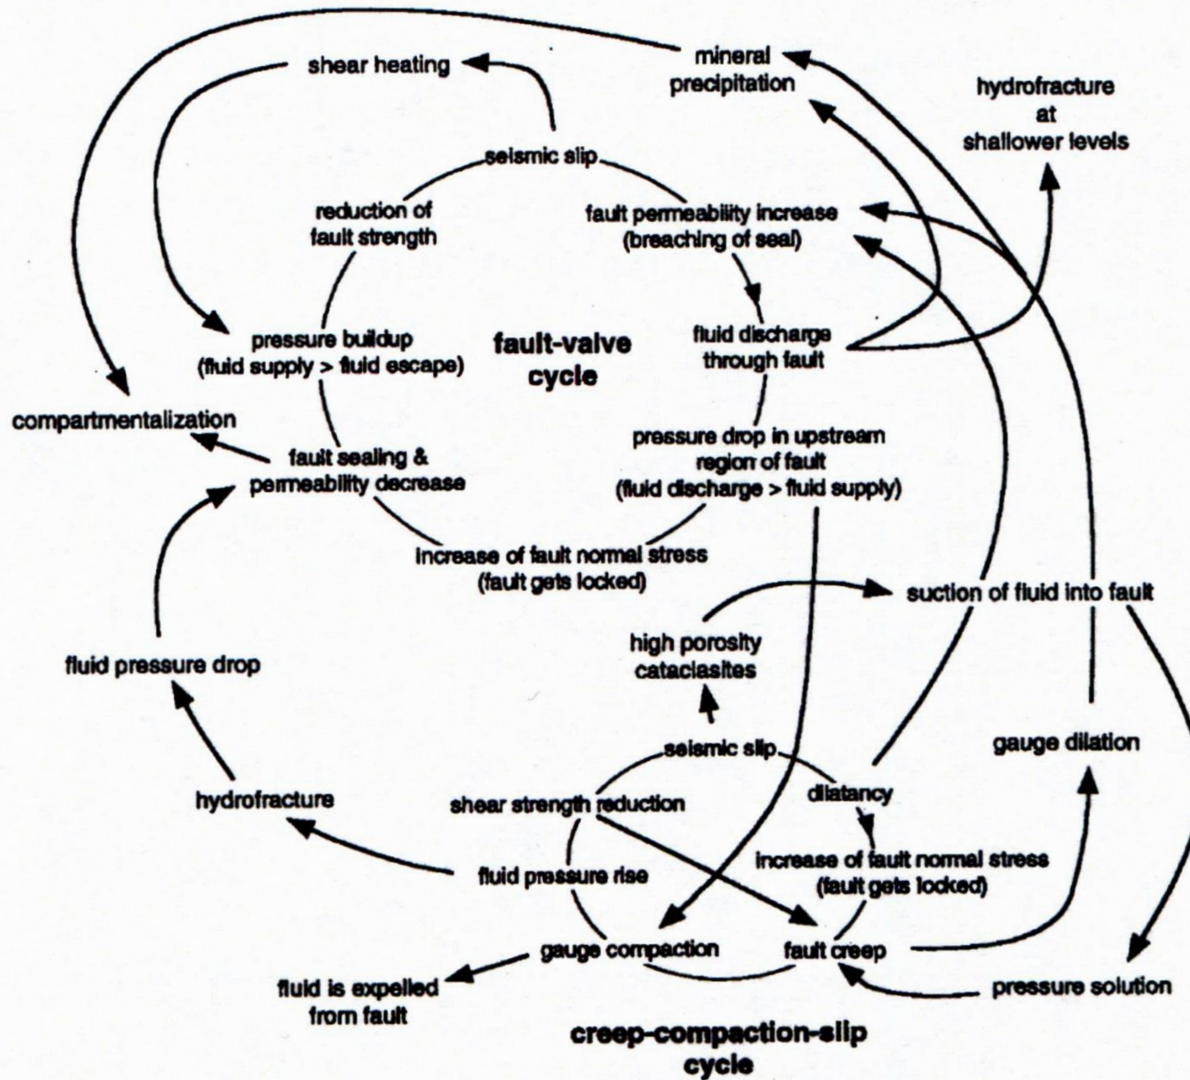 mineral
precipitation
shear heating
hydrofracture
at
shallower levels
seismic slip
reduction of
fault strength
fault permeability increase
(breaching of seal)
pressure buildup
(fluid supply > fluid escape)
fault-valve
cycle
fluid discharge
through fault
compartmentalization
fault sealing &
permeability decrease
pressure drop in upstream
region of fault
(fluid discharge > fluid supply)
increase of fault normal stress
(fault gets locked)
suction of fluid into fault
high porosity
cataclasites
fluid pressure drop
seismic slip
gauge dilation
hydrofracture
shear strength reduction
dilatancy
increase of fault normal stress
(fault gets locked)
fluid pressure rise
gauge compaction
fault creep
fluid is expelled
from fault
pressure solution
creep-compaction-slip
cycle